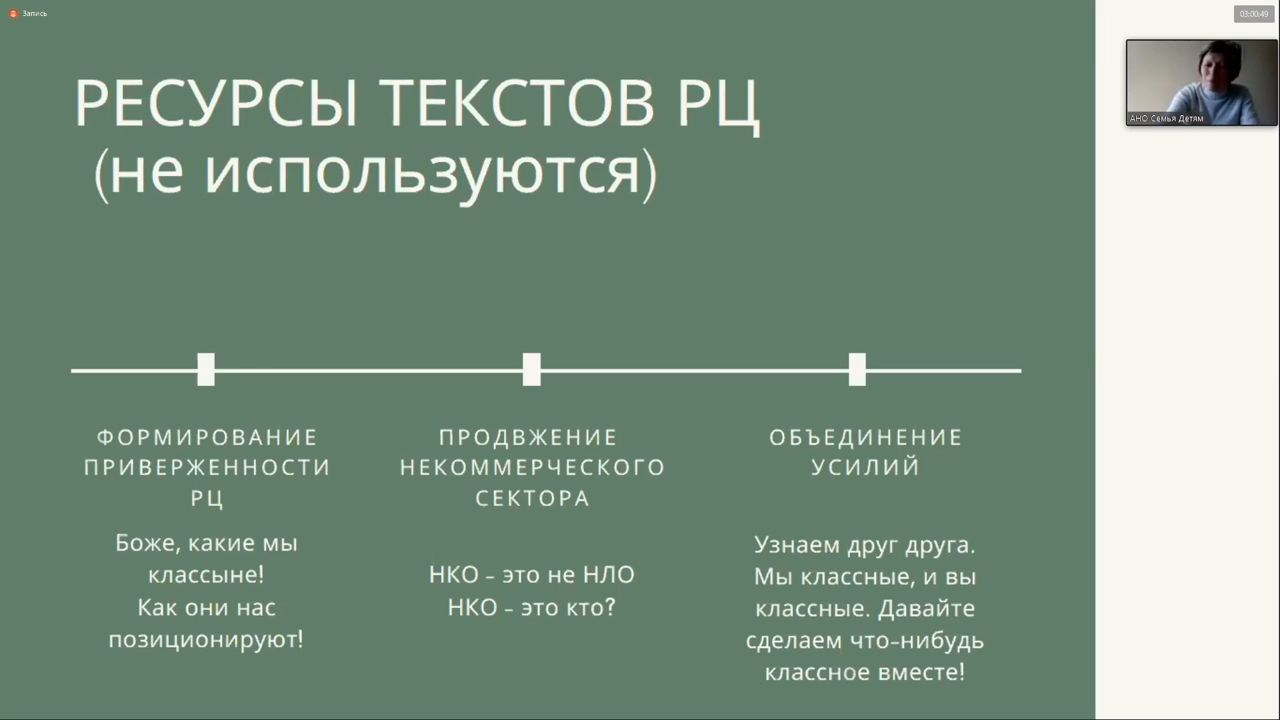 Запись
03:00:49
АНО Семья Детям
РЕСУРСЫ ТЕКСТОВ РЦ
(не используются)
ФОРМИРОВАНИЕ
ПРИВЕРЖЕННОСТИ
РЦ
Боже, какие мы
классыне!
Как они нас
позиционируют!
ПРОДВЖЕНИЕ
НЕКОММЕРЧЕСКОГО
СЕКТОРА
НКО – это не НЛО
НКО – это кто?
ОБЪЕДИНЕНИЕ
УСИЛИЙ
Узнаем друг друга.
Мы классные, и вы
классные. Давайте
сделаем что-нибудь
классное вместе!